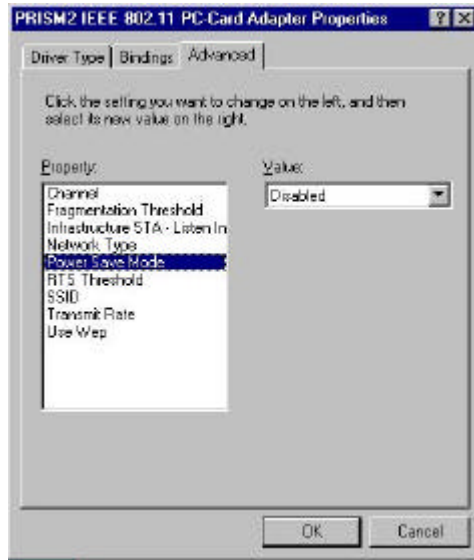 PRISM2 IEEE 802.11 PC-Card Adapter Properties
Driver Type
Bindings
Advanced
Click the setting you want to change on the left, and then
select its new value on the right.
Property:
Value:
Channel
Fragmentation Threshold
Infrastructure STA - Listen In
Network Type
Power Save Mode
RTS Threshold
SSID
Transmit Rate
Use Wep
Disabled
OK
Cancel